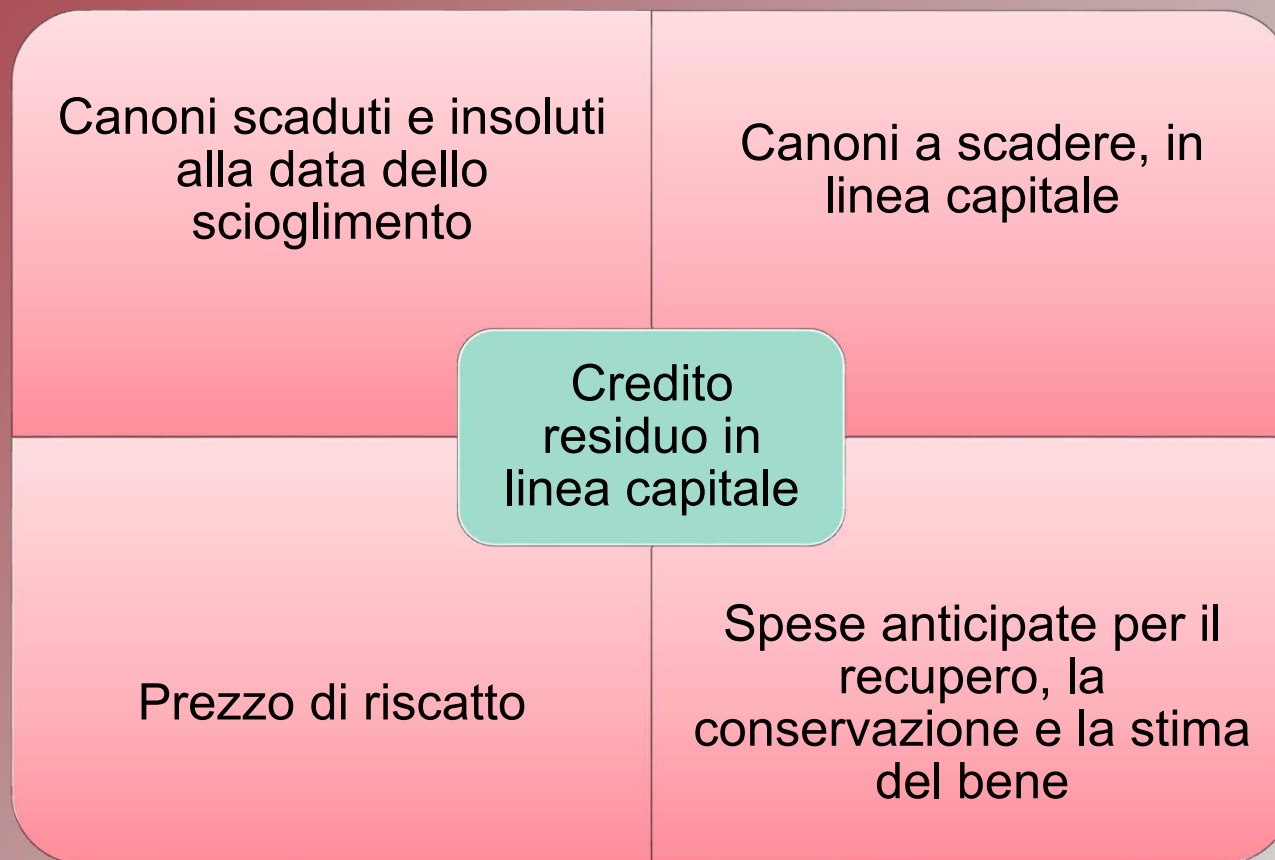 Canoni scaduti e insoluti
alla data dello
scioglimento
Canoni a scadere, in
linea capitale
Credito
residuo in
linea capitale
Prezzo di riscatto
Spese anticipate per il
recupero, la
conservazione e la stima
del bene